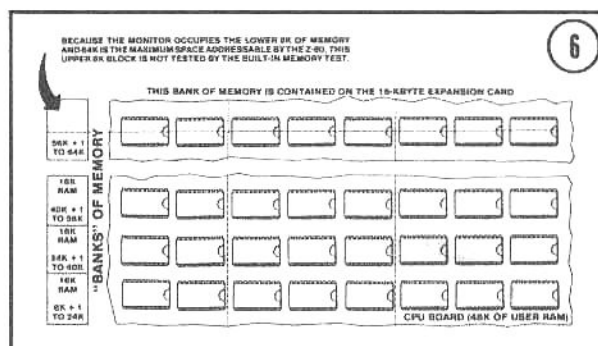 BECAUSE THE MONITOR OCCUPIES THE LOWER 8K OF MEMORY
AND 64K IS THE MAXIMUM SPACE ADDRESSABLE BY THE Z-80, THIS
UPPER 8K BLOCK IS NOT TESTED BY THE BUILT-IN MEMORY TEST.
6
THIS BANK OF MEMORY IS CONTAINED ON THE 16-KBYTE EXPANSION CARD
56K + 1
TO 64K
16K
RAM
40K + 1
TO 56K
16K
RAM
24K + 1
TO 40K
16K
RAM
8K + 1
TO 24K
"BANKS" OF MEMORY
CPU BOARD (48K OF USER RAM)